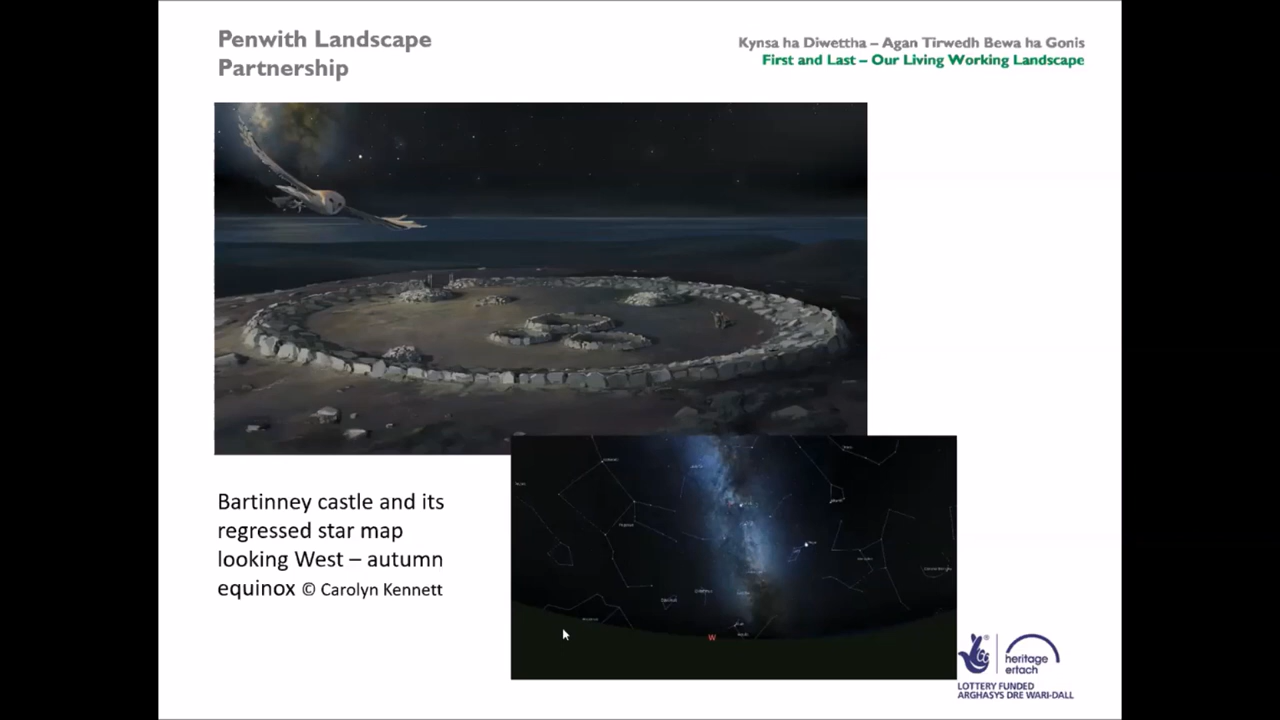 Penwith Landscape
Partnership
Kynsa ha Diwettha – Agan Tirwedh Bewa ha Gonis
First and Last – Our Living Working Landscape
Bartinney castle and its
regressed star map
looking West – autumn
equinox © Carolyn Kennett
W
heritage
ertach
LOTTERY FUNDED
ARGHASYS DRE WARI-DALL